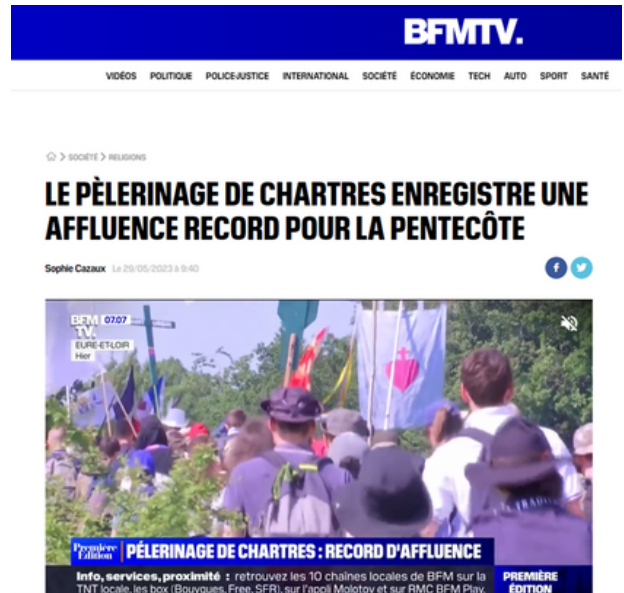 BFMTV.
VIDÉOS POLITIQUE POLICE-JUSTICE INTERNATIONAL SOCIÉTÉ ÉCONOMIE TECH AUTO SPORT SANTÉ
SOCIÉTÉ > RELIGIONS
LE PÈLERINAGE DE CHARTRES ENREGISTRE UNE
AFFLUENCE RECORD POUR LA PENTECÔTE
Sophie Cazaux Le 29/05/2023 à 9:40
BFM 07.07
TV.
EURE-ET-LOIR
Hier
Première
Édition
PÉLERINAGE DE CHARTRES : RECORD D'AFFLUENCE
Info, services, proximité : retrouvez les 10 chaînes locales de BFM sur la
TNT locale, les box (Bouygues, Free, SFR), sur l'appli Molotov et sur RMC BFM Play.
PREMIÈRE
ÉDITION